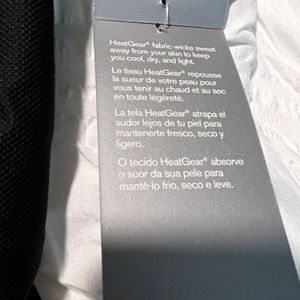 HeatGear® fabric wicks sweat
away from your skin to keep
you cool, dry, and light.
Le tissu HeatGear® repousse
la sueur de votre peau pour
vous tenir au chaud et au sec
en toute légèreté.
La tela HeatGear® atrapa el
sudor lejos de tu piel para
mantenerte fresco, seco y
ligero.
O tecido HeatGear® absorve
o suor da sua pele para
mantê-lo frio, seco e leve.